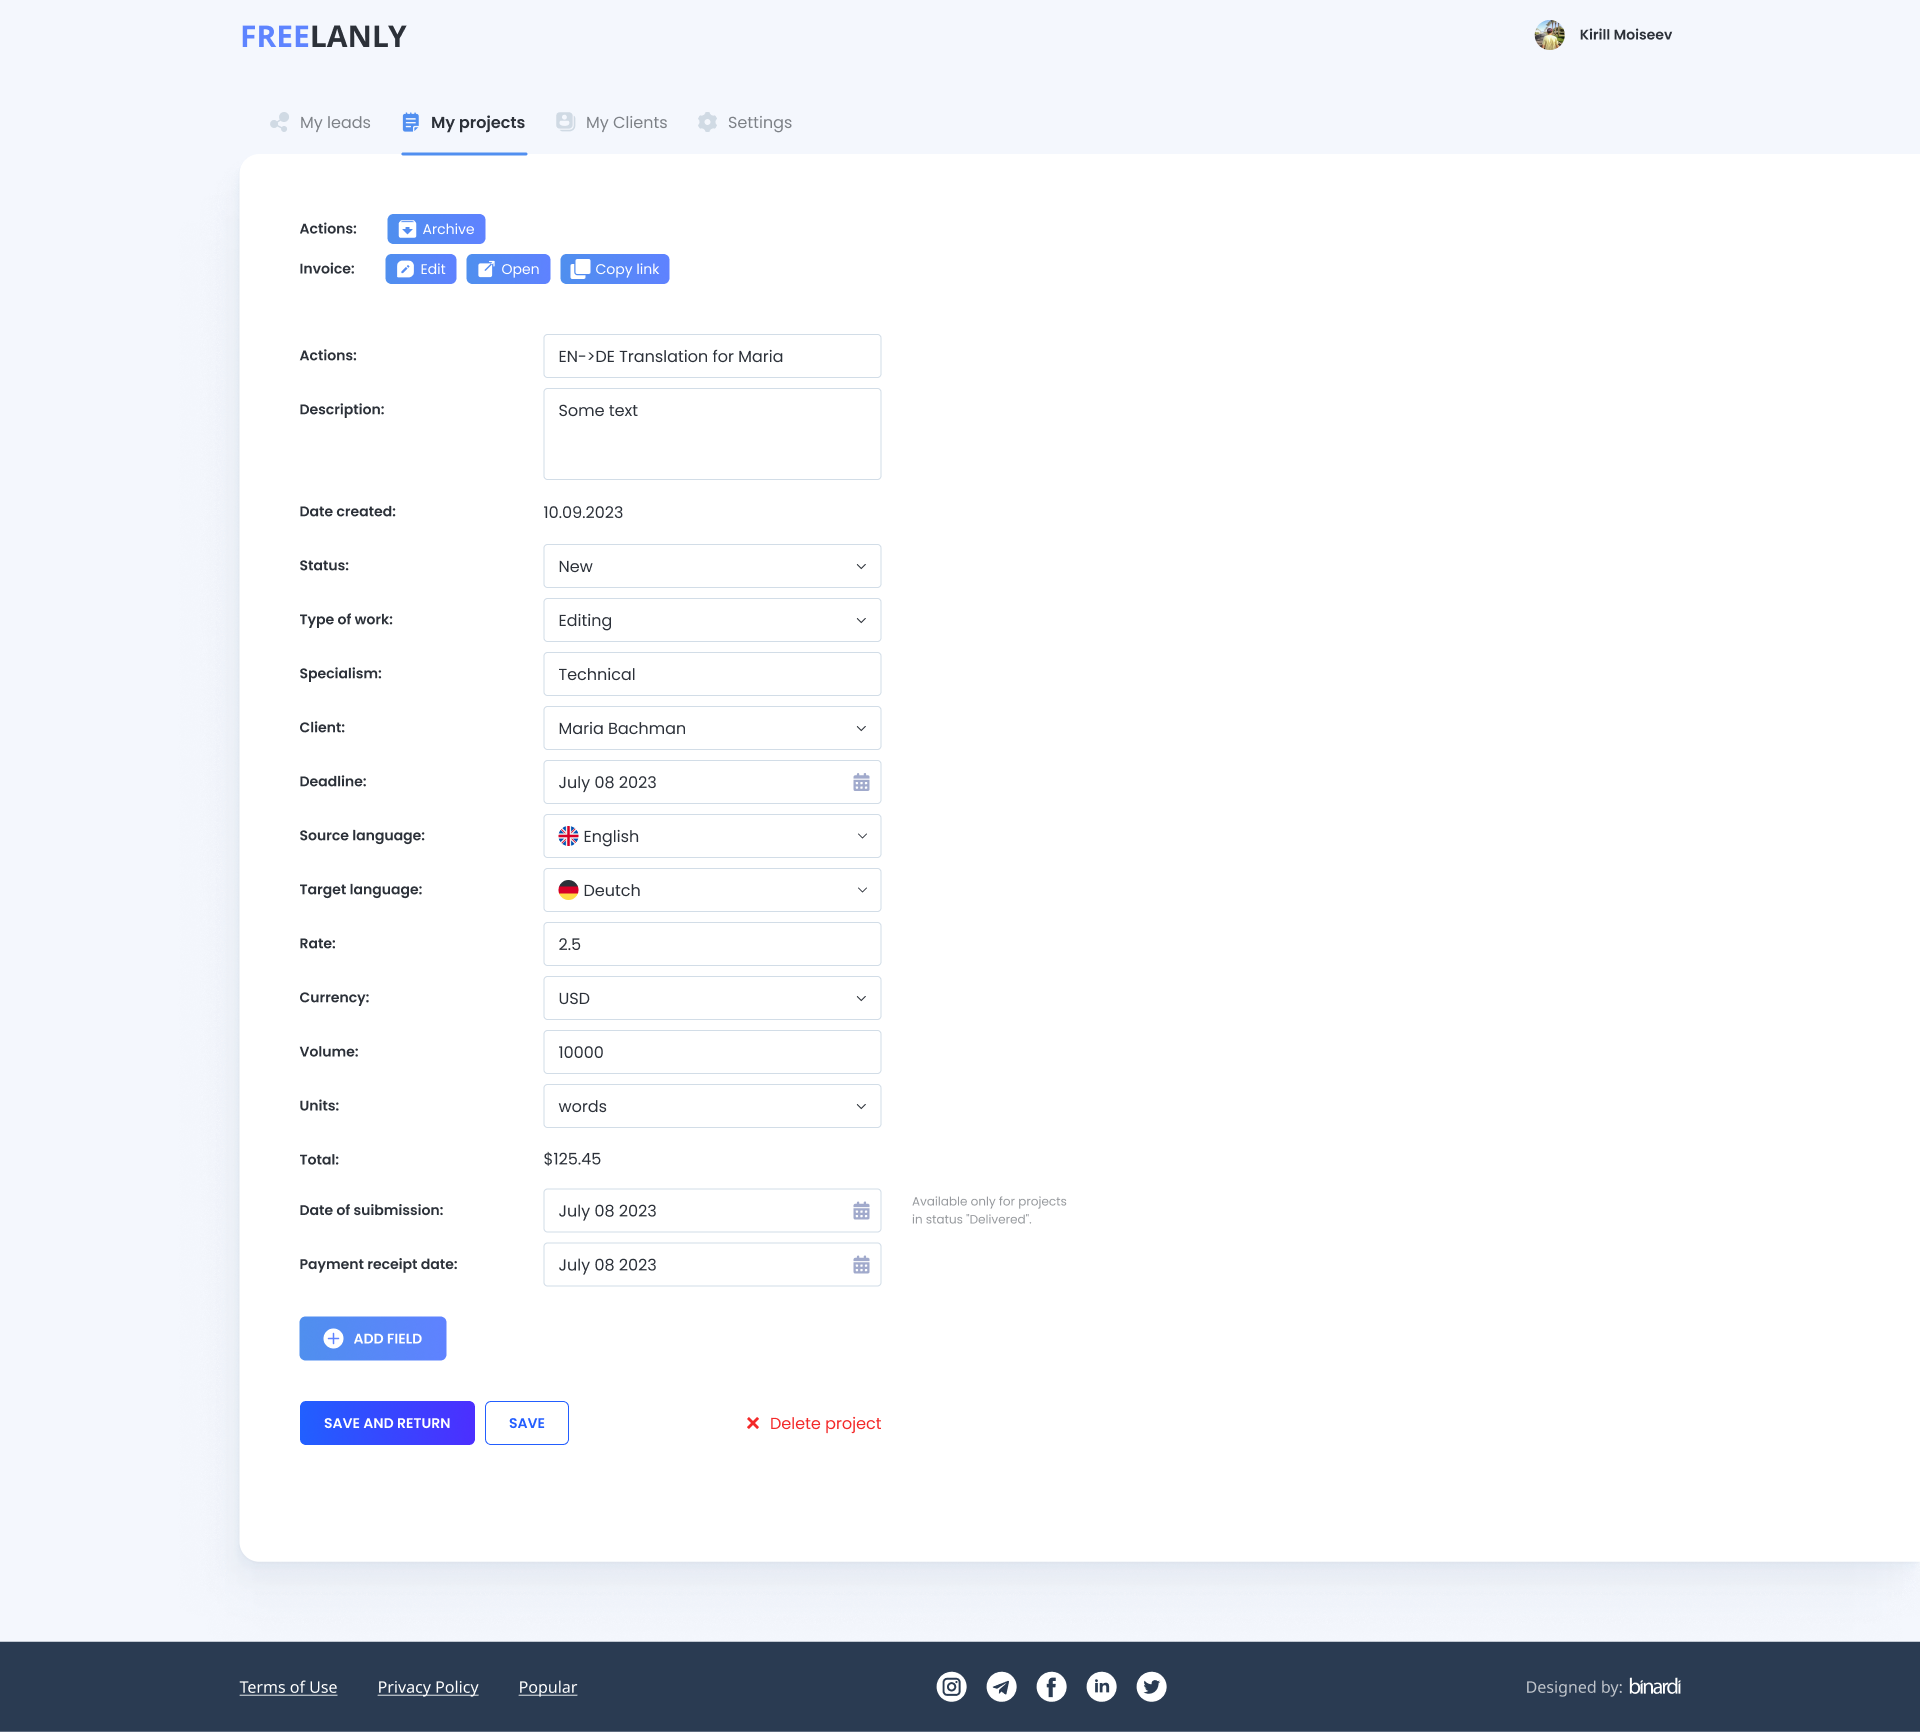 FREELANLY
Kirill Moiseev
My leads
My projects
My Clients
Settings
Actions:
Archive
Invoice:
Edit
Open
Copy link
Actions:
EN->DE Translation for Maria
Description:
Some text
Date created:
10.09.2023
Status:
New
Type of work:
Editing
Specialism:
Technical
Client:
Maria Bachman
Deadline:
July 08 2023
Source language:
English
Target language:
Deutch
Rate:
2.5
Currency:
USD
Volume:
10000
Units:
words
Total:
$125.45
Date of suibmission:
July 08 2023
Available only for projects
in status "Delivered".
Payment receipt date:
July 08 2023
ADD FIELD
SAVE AND RETURN
SAVE
Delete project
Terms of Use
Privacy Policy
Popular
Designed by: binardi